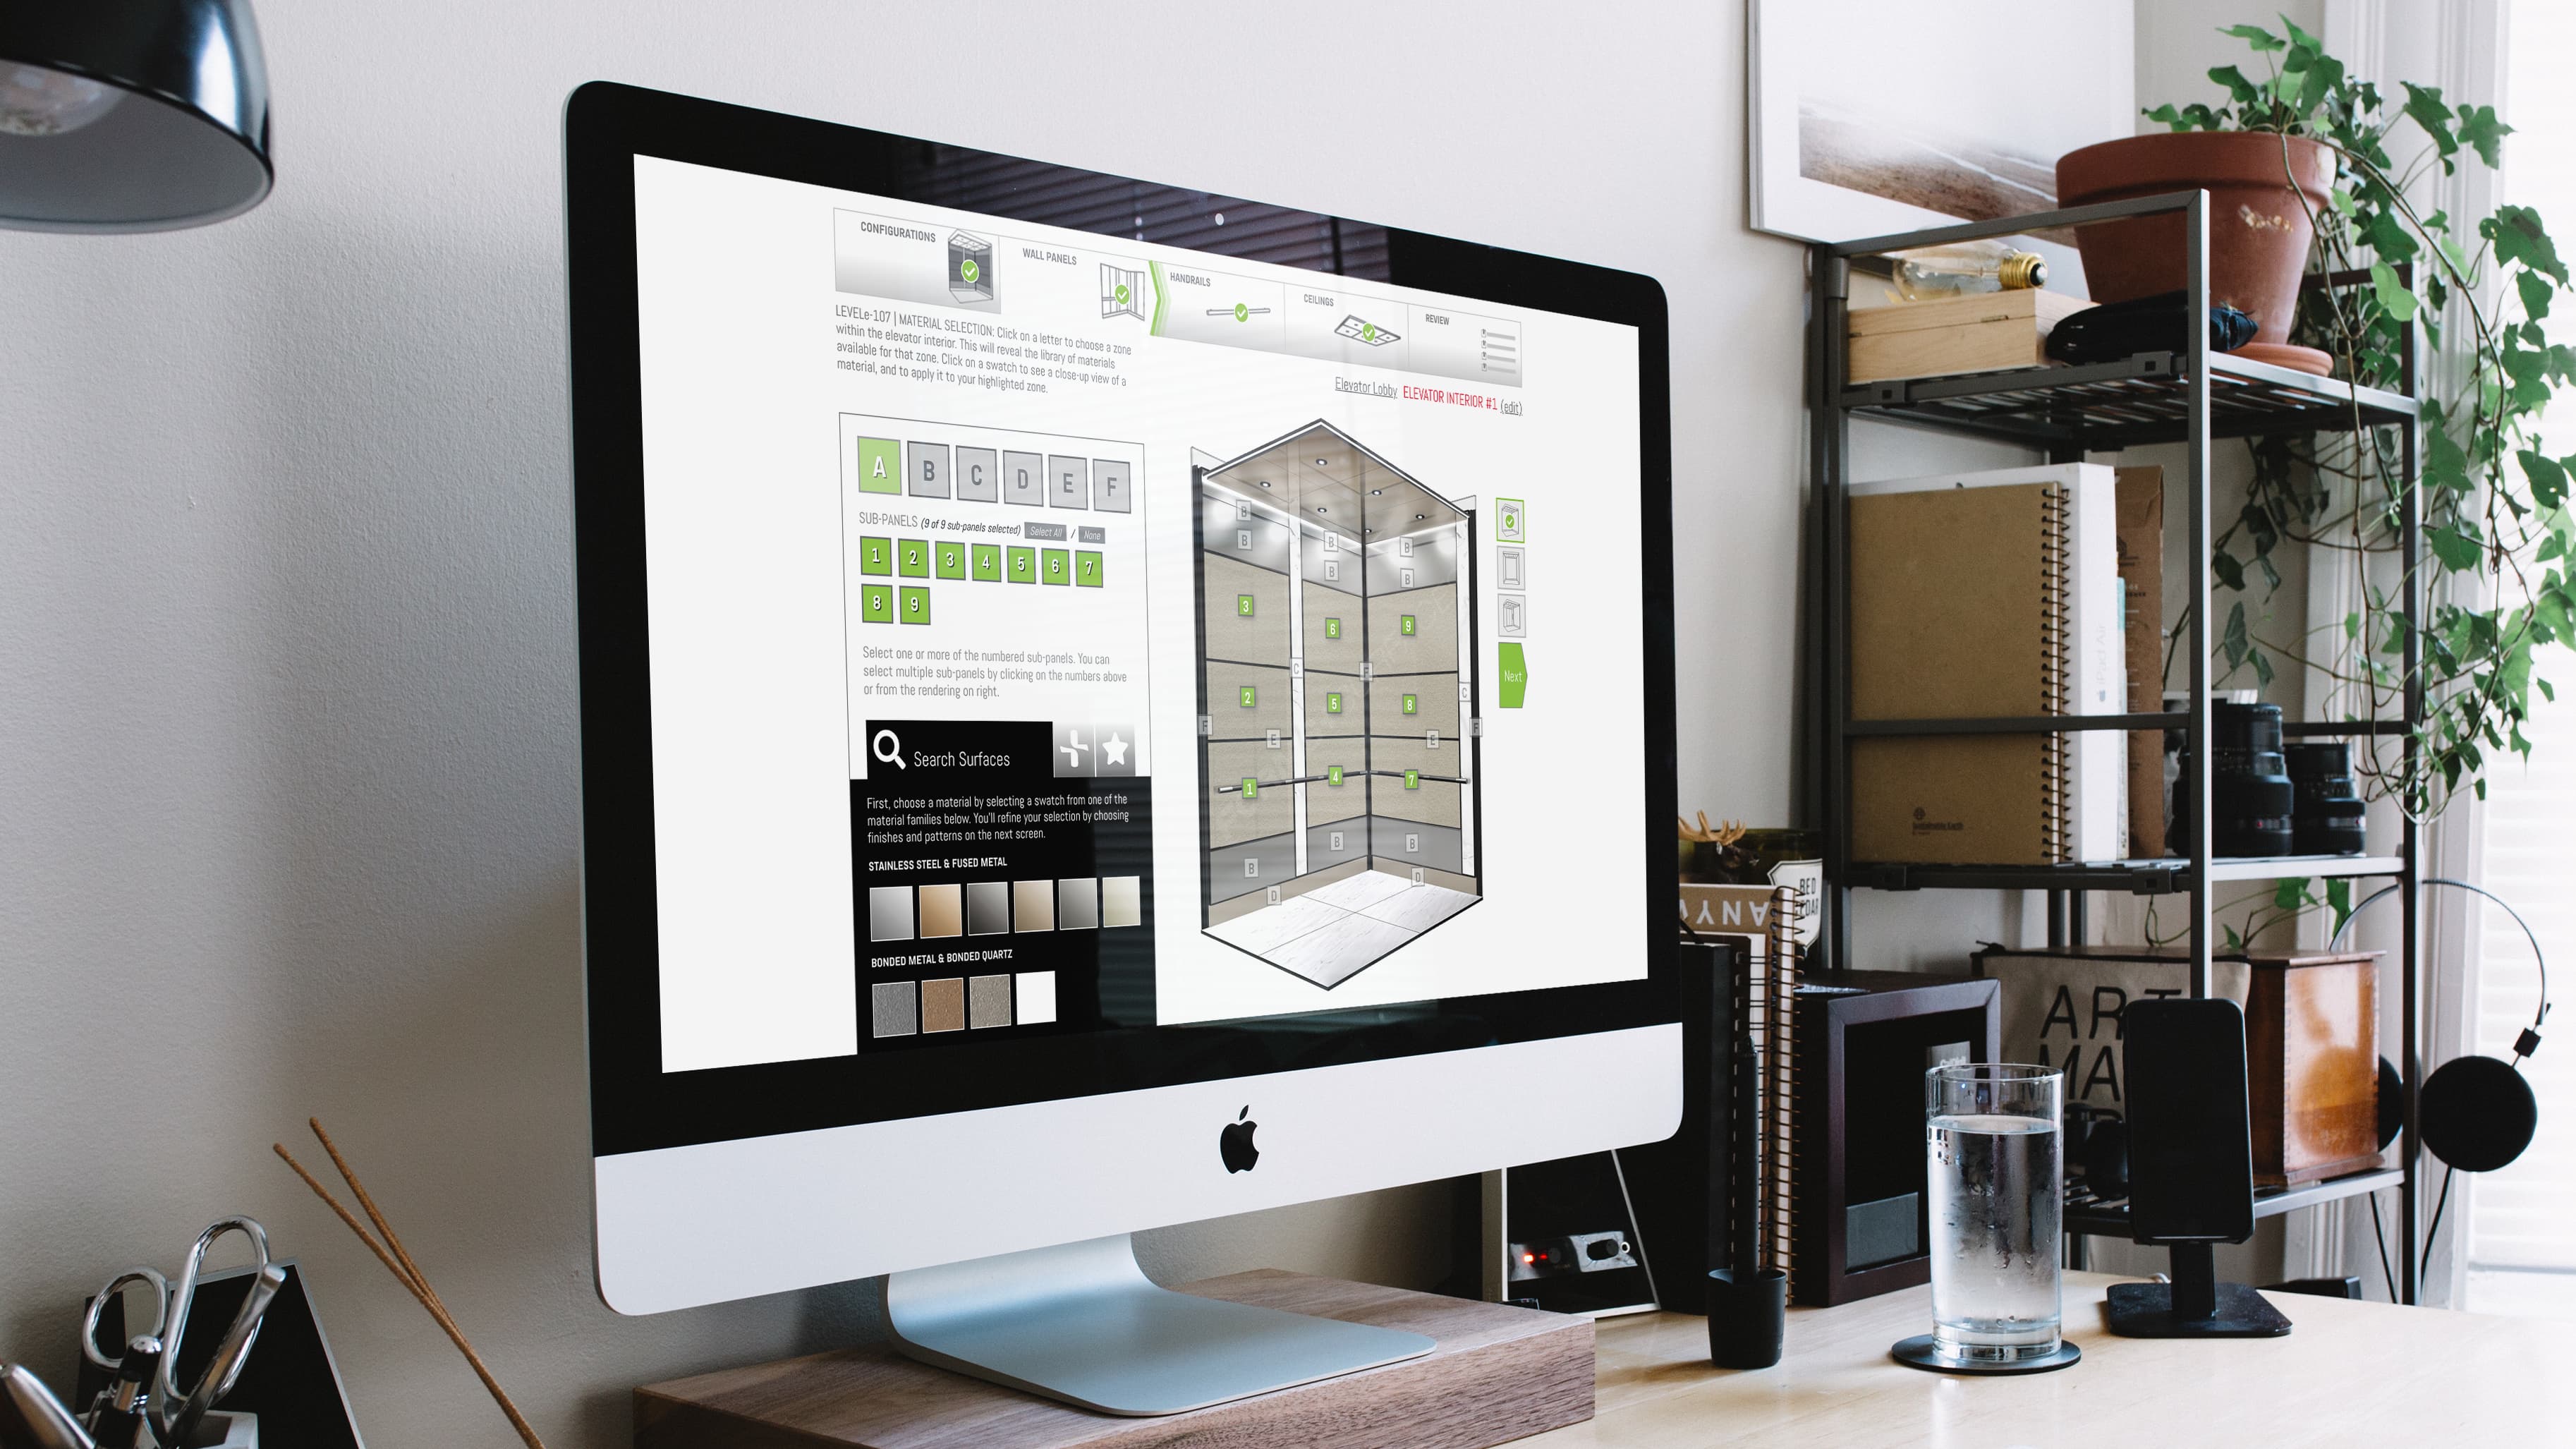 CONFIGURATIONS
WALL PANELS
HANDRAILS
CEILINGS
REVIEW
LEVELe-107 | MATERIAL SELECTION: Click on a letter to choose a zone
within the elevator interior. This will reveal the library of materials
available for that zone. Click on a swatch to see a close-up view of a
material, and to apply it to your highlighted zone.
Elevator Lobby ELEVATOR INTERIOR #1 (edit)
A B C D E F
SUB-PANELS (9 of 9 sub-panels selected) Select All / None
1 2 3 4 5 6 7
8 9
Select one or more of the numbered sub-panels. You can
select multiple sub-panels by clicking on the numbers above
or from the rendering on right.
Search Surfaces
First, choose a material by selecting a swatch from one of the
material families below. You'll refine your selection by choosing
finishes and patterns on the next screen.
STAINLESS STEEL & FUSED METAL
BONDED METAL & BONDED QUARTZ
B
B B B
B B
3 6 9
C F C
2 5 8
F E E F
1 4 7
B B B
D D
Next
iPad Air
ANY
BED
ART
MA